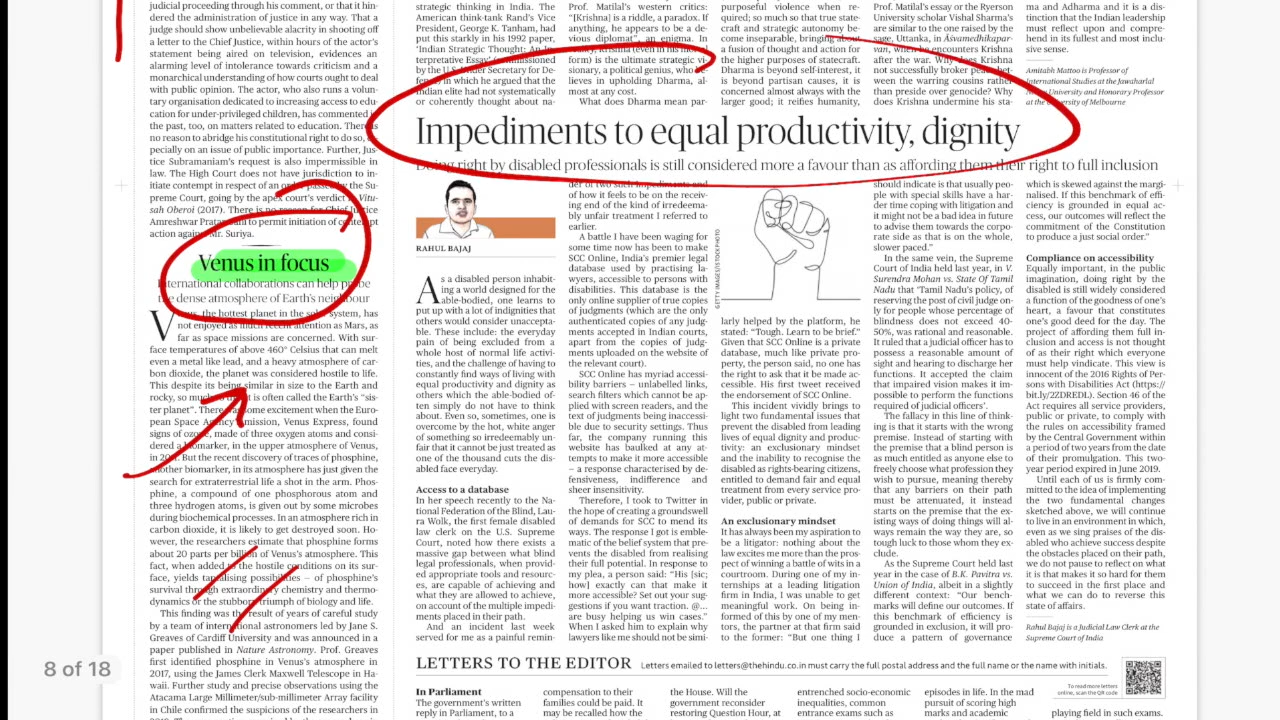 judicial proceeding through his comment, or that it hin-
dered the administration of justice in any way. That a
judge should show unbelievable alacrity in shooting off
a letter to the Chief Justice, within hours of the actor's
statement being aired on television, evidences an
alarming level of intolerance towards criticism and a
monarchical understanding of how courts ought to deal
with public opinion. The actor, who also runs a volun-
tary organisation dedicated to increasing access to edu-
cation for under-privileged children, has commented in
the past, too, on matters related to education. There is
no reason to abridge his constitutional right to do so, es-
pecially on an issue of public importance. Further, Jus-
tice Subramaniam's request is also impermissible in
law. The High Court does not have jurisdiction to in-
itiate contempt in respect of an order passed by the Su-
preme Court, going by the apex court's verdict in Vitu-
sah Oberoi (2017). There is no reason for Chief Justice
Amreshwar Pratap Sahi to permit initiation of contempt
action against Mr. Suriya.
Venus in focus
International collaborations can help probe
the dense atmosphere of Earth's neighbour
Venus, the hottest planet in the solar system, has
not enjoyed as much recent attention as Mars, as
far as space missions are concerned. With sur-
face temperatures of above 460° Celsius that can melt
even a metal like lead, and a heavy atmosphere of car-
bon dioxide, the planet was considered hostile to life.
This despite its being similar in size to the Earth and
rocky, so much so that it is often called the Earth's "sis-
ter planet". There was some excitement when the Euro-
pean Space Agency mission, Venus Express, found
signs of ozone, made of three oxygen atoms and consi-
dered a biomarker, in the upper atmosphere of Venus,
in 2011. But the recent discovery of traces of phosphine,
another biomarker, in its atmosphere has just given the
search for extraterrestrial life a shot in the arm. Phos-
phine, a compound of one phosphorous atom and
three hydrogen atoms, is given out by some microbes
during biochemical processes. In an atmosphere rich in
carbon dioxide, it is likely to get destroyed soon. Ho-
wever, the researchers estimate that phosphine forms
about 20 parts per billion of Venus's atmosphere. This
fact, when added to the hostile conditions on its sur-
face, yields tantalising possibilities – of phosphine's
survival through extraordinary chemistry and thermo-
dynamics or the stubborn triumph of biology and life.
This finding was the result of years of careful study
by a team of international astronomers led by Jane S.
Greaves of Cardiff University and was announced in a
paper published in Nature Astronomy. Prof. Greaves
first identified phosphine in Venus's atmosphere in
2017, using the James Clerk Maxwell Telescope in Ha-
waii. Further study and precise observations using the
Atacama Large Millimeter/sub-millimeter Array facility
in Chile confirmed the suspicions of the researchers in
strategic thinking in India. The
American think-tank Rand's Vice
President, George K. Tanham, had
put this starkly in his 1992 paper,
'Indian Strategic Thought: An In-
terpretive Essay' (commissioned
by the U.S. Under Secretary for De-
fence), in which he argued that the
Indian elite had not systematically
or coherently thought about na-
Prof. Matilal's western critics:
"[Krishna] is a riddle, a paradox. If
anything, he appears to be a de-
vious diplomat", an enigma. In
reality, Krishna (even in this moral
form) is the ultimate strategic vi-
sionary, a political genius, who be-
lieves in upholding Dharma, al-
most at any cost.
What does Dharma mean par-
purposeful violence when re-
quired; so much so that true state-
craft and strategic autonomy be-
come inseparable, bringing about
a fusion of thought and action for
the higher purposes of statecraft.
Dharma is beyond self-interest, it
is beyond partisan causes, it is
concerned almost always with the
larger good; it reifies humanity,
Prof. Matilal's essay or the Ryerson
University scholar Vishal Sharma's
are similar to the one raised by the
sage, Uttanka, in Aswamedhikapar-
van, when he encounters Krishna
after the war. Why does Krishna
not successfully broker peace bet-
ween the warring cousins rather
than preside over genocide? Why
does Krishna undermine his sta-
ma and Adharma and it is a dis-
tinction that the Indian leadership
must reflect upon and compre-
hend in its fullest and most inclu-
sive sense.
Amitabh Mattoo is Professor of
International Studies at the Jawaharlal
Nehru University and Honorary Professor
at the University of Melbourne
Impediments to equal productivity, dignity
Doing right by disabled professionals is still considered more a favour than as affording them their right to full inclusion
RAHUL BAJAJ
As a disabled person inhabit-
ing a world designed for the
able-bodied, one learns to
put up with a lot of indignities that
others would consider unaccepta-
ble. These include: the everyday
pain of being excluded from a
whole host of normal life activi-
ties, and the challenge of having to
constantly find ways of living with
equal productivity and dignity as
others which the able-bodied of-
ten simply do not have to think
about. Even so, sometimes, one is
overcome by the hot, white anger
of something so irredeemably un-
fair that it cannot be just treated as
one of the thousand cuts the dis-
abled face everyday.
Access to a database
In her speech recently to the Na-
tional Federation of the Blind, Lau-
ra Wolk, the first female disabled
law clerk on the U.S. Supreme
Court, noted how there exists a
massive gap between what blind
legal professionals, when provid-
ed appropriate tools and resourc-
es, are capable of achieving and
what they are allowed to achieve,
on account of the multiple impedi-
ments placed in their path.
And an incident last week
served for me as a painful remin-
der of two such impediments and
of how it feels to be on the receiv-
ing end of the kind of irredeema-
bly unfair treatment I referred to
earlier.
A battle I have been waging for
some time now has been to make
SCC Online, India's premier legal
database used by practising la-
wyers, accessible to persons with
disabilities. This database is the
only online supplier of true copies
of judgments (which are the only
authenticated copies of any judg-
ments accepted in Indian courts,
apart from the copies of judg-
ments uploaded on the website of
the relevant court).
SCC Online has myriad accessi-
bility barriers – unlabelled links,
search filters which cannot be ap-
plied with screen readers, and the
text of judgments being inaccessi-
ble due to security settings. Thus
far, the company running this
website has baulked at any at-
tempts to make it more accessible
– a response characterised by de-
fensiveness, indifference and
sheer insensitivity.
Therefore, I took to Twitter in
the hope of creating a groundswell
of demands for SCC to mend its
ways. The response I got is emble-
matic of the belief system that pre-
vents the disabled from realising
their full potential. In response to
my plea, a person said: "His [sic;
how] exactly can that make it
more accessible? Set out your sug-
gestions if you want traction. @...
are busy helping us win cases."
When I asked him to explain why
lawyers like me should not be simi-
GETTY IMAGES/ISTOCK PHOTO
larly helped by the platform, he
stated: "Tough. Learn to be brief."
Given that SCC Online is a private
database, much like private pro-
perty, the person said, no one has
the right to ask that it be made ac-
cessible. His first tweet received
the endorsement of SCC Online.
This incident vividly brings to
light two fundamental issues that
prevent the disabled from leading
lives of equal dignity and produc-
tivity: an exclusionary mindset
and the inability to recognise the
disabled as rights-bearing citizens,
entitled to demand fair and equal
treatment from every service pro-
vider, public or private.
An exclusionary mindset
It has always been my aspiration to
be a litigator: nothing about the
law excites me more than the pros-
pect of winning a battle of wits in a
courtroom. During one of my in-
ternships at a leading litigation
firm in India, I was unable to get
meaningful work. On being in-
formed of this by one of my men-
tors, the partner at that firm said
to the former: "But one thing I
should indicate is that usually peo-
ple with special skills have a har-
der time coping with litigation and
it might not be a bad idea in future
to advise them towards the corpo-
rate side as that is on the whole,
slower paced."
In the same vein, the Supreme
Court of India held last year, in V.
Surendra Mohan vs. State Of Tamil
Nadu that 'Tamil Nadu's policy, of
reserving the post of civil judge on-
ly for people whose percentage of
blindness does not exceed 40-
50%, was rational and reasonable.
It ruled that a judicial officer has to
possess a reasonable amount of
sight and hearing to discharge her
functions. It accepted the claim
that impaired vision makes it im-
possible to perform the functions
required of judicial officers'.
The fallacy in this line of think-
ing is that it starts with the wrong
premise. Instead of starting with
the premise that a blind person is
as much entitled as anyone else to
freely choose what profession they
wish to pursue, meaning thereby
that any barriers on their path
must be attenuated, it instead
starts on the premise that the ex-
isting ways of doing things will al-
ways remain the way they are, so
tough luck to those whom they ex-
clude.
As the Supreme Court held last
year in the case of B.K. Pavitra vs.
Union of India, albeit in a slightly
different context: "Our bench-
marks will define our outcomes. If
this benchmark of efficiency is
grounded in exclusion, it will pro-
duce a pattern of governance
which is skewed against the margi-
nalised. If this benchmark of effi-
ciency is grounded in equal ac-
cess, our outcomes will reflect the
commitment of the Constitution
to produce a just social order."
Compliance on accessibility
Equally important, in the public
imagination, doing right by the
disabled is still widely considered
a function of the goodness of one's
heart, a favour that constitutes
one's good deed for the day. The
project of affording them full in-
clusion and access is not thought
of as their right which everyone
must help vindicate. This view is
innocent of the 2016 Rights of Per-
sons with Disabilities Act (https://
bit.ly/2ZDREDL). Section 46 of the
Act requires all service providers,
public or private, to comply with
the rules on accessibility framed
by the Central Government within
a period of two years from the date
of their promulgation. This two-
year period expired in June 2019.
Until each of us is firmly com-
mitted to the idea of implementing
the two fundamental changes
sketched above, we will continue
to live in an environment in which,
even as we sing praises of the dis-
abled who achieve success despite
the obstacles placed on their path,
we do not pause to reflect on what
it is that makes it so hard for them
to succeed in the first place and
what we can do to reverse this
state of affairs.
Rahul Bajaj is a Judicial Law Clerk at the
Supreme Court of India
8 of 18
LETTERS TO THE EDITOR Letters emailed to letters@thehindu.co.in must carry the full postal address and the full name or the name with initials.
To read more letters
online, scan the QR code
In Parliament
The government's written
reply in Parliament, to a
compensation to their
families could be paid. It
may be recalled how the
the House. Will the
government reconsider
restoring Question Hour, at
entrenched socio-economic
inequalities, common
entrance exams such as
episodes in life. In the mad
pursuit of scoring high
marks and academic
playing field in such exams.